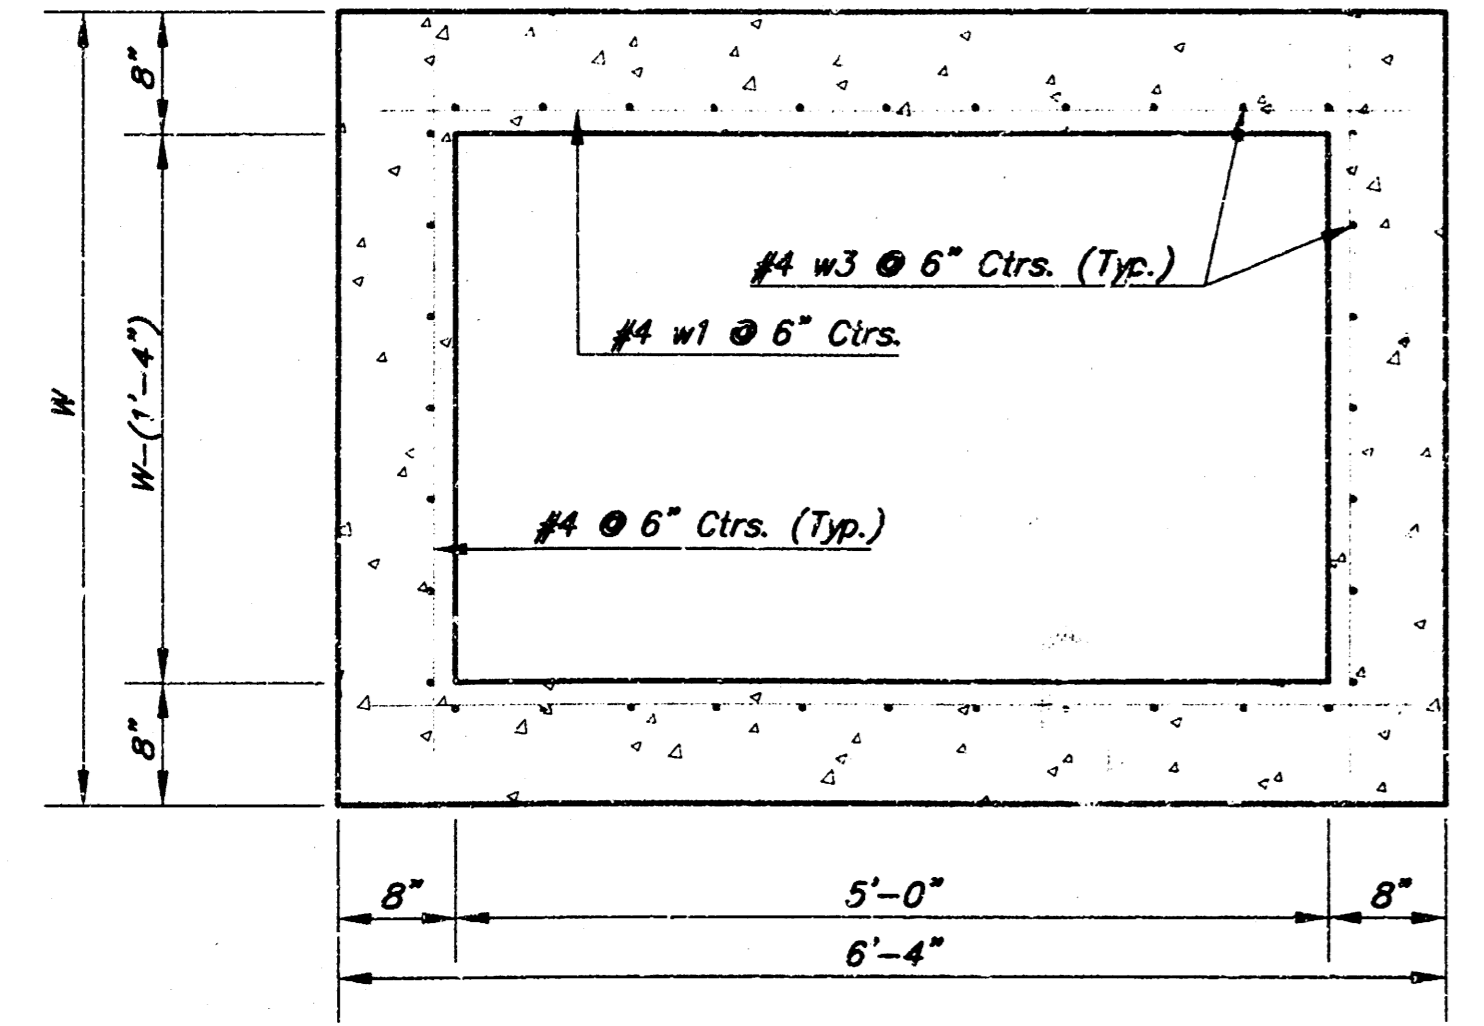 8"
#4 w3 @ 6" Ctrs. (Typ.)
#4 w1 @ 6" Ctrs.
W
W-(1'-4")
#4 @ 6" Ctrs. (Typ.)
8"
8"
5'-0"
8"
6'-4"